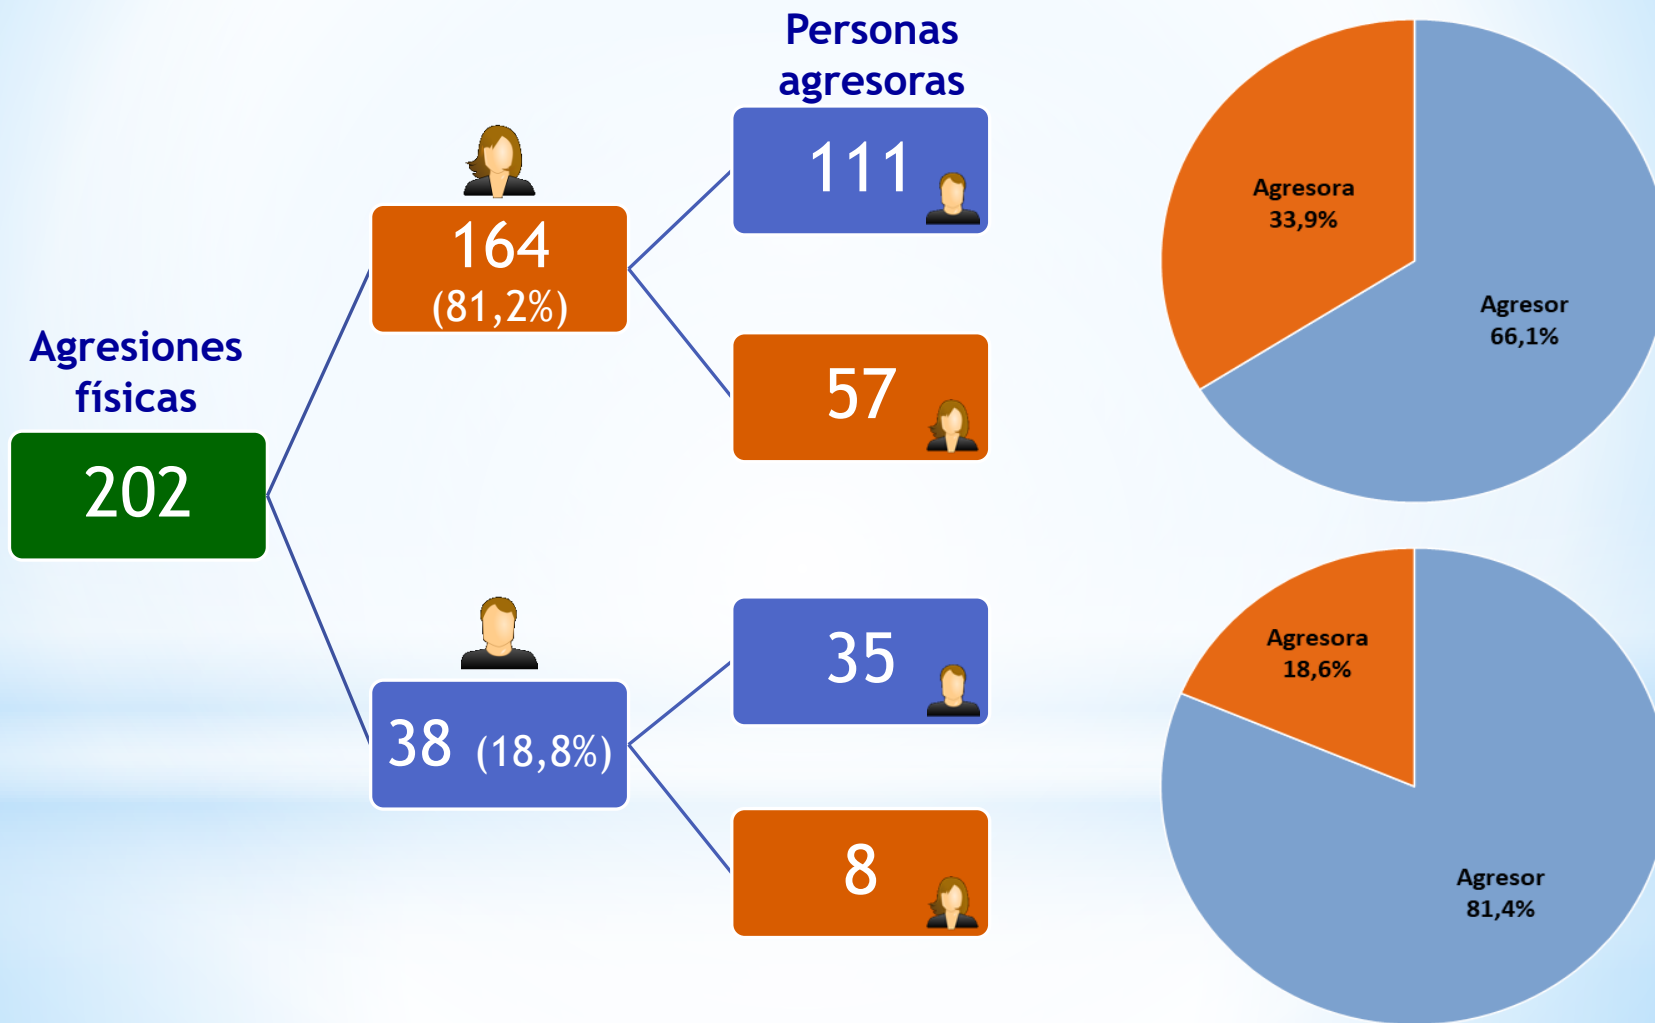 Personas
agresoras
Agresiones
físicas
202
164
(81,2%)
38 (18,8%)
111
57
35
8
Agresora
33,9%
Agresor
66,1%
Agresora
18,6%
Agresor
81,4%